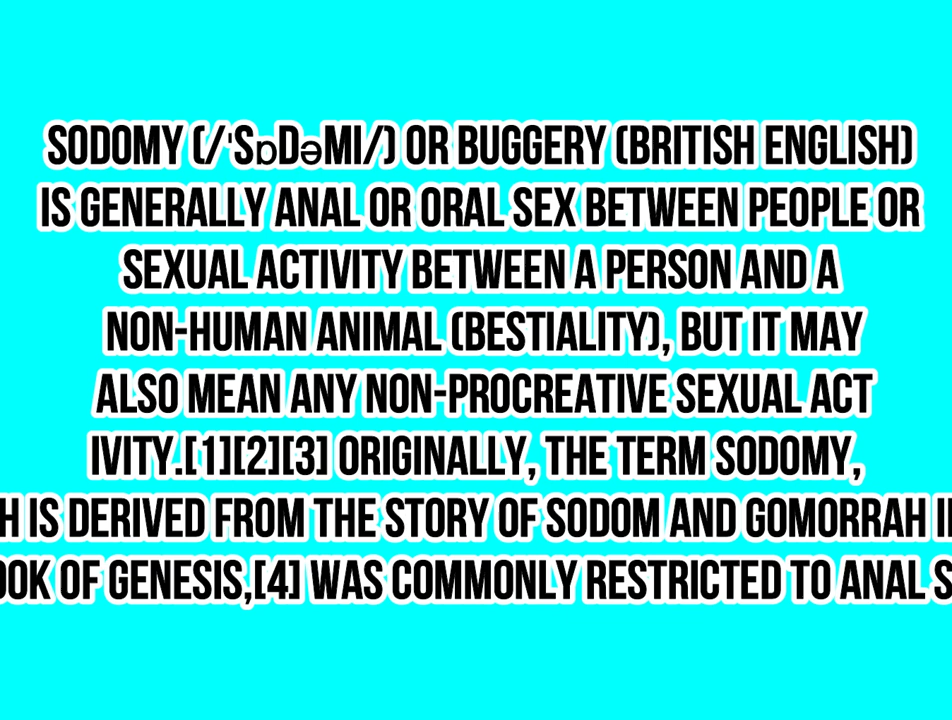 SODOMY (/ˈSɒDəMI/) OR BUGGERY (BRITISH ENGLISH)
IS GENERALLY ANAL OR ORAL SEX BETWEEN PEOPLE OR
SEXUAL ACTIVITY BETWEEN A PERSON AND A
NON-HUMAN ANIMAL (BESTIALITY), BUT IT MAY
ALSO MEAN ANY NON-PROCREATIVE SEXUAL ACT
IVITY.[1][2][3] ORIGINALLY, THE TERM SODOMY,
H IS DERIVED FROM THE STORY OF SODOM AND GOMORRAH
OOK OF GENESIS,[4] WAS COMMONLY RESTRICTED TO ANAL S